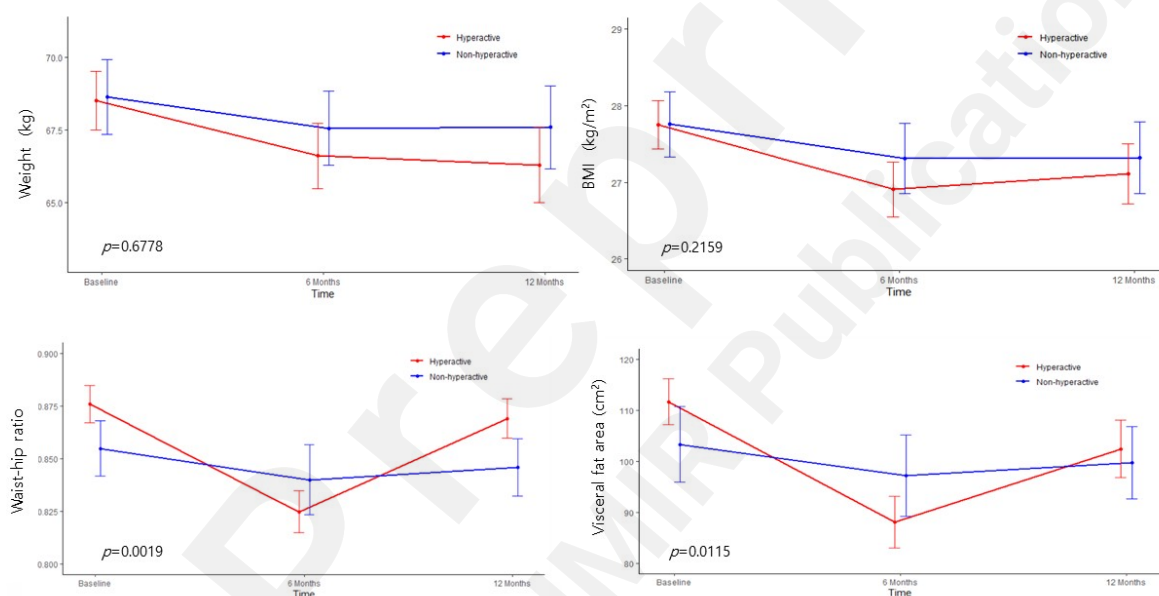 Hyperactive
Non-hyperactive
70.0
67.5
65.0
Weight (kg)
p=0.6778
Baseline
6 Months
12 Months
Time
Hyperactive
Non-hyperactive
29
28
27
26
BMI (kg/m²)
p=0.2159
Baseline
6 Months
12 Months
Time
Hyperactive
Non-hyperactive
0.900
0.875
0.850
0.825
0.800
Waist-hip ratio
p=0.0019
Baseline
6 Months
12 Months
Time
Hyperactive
Non-hyperactive
120
110
100
90
80
Visceral fat area (cm²)
p=0.0115
Baseline
6 Months
12 Months
Time
Prepr
JMIR Publication